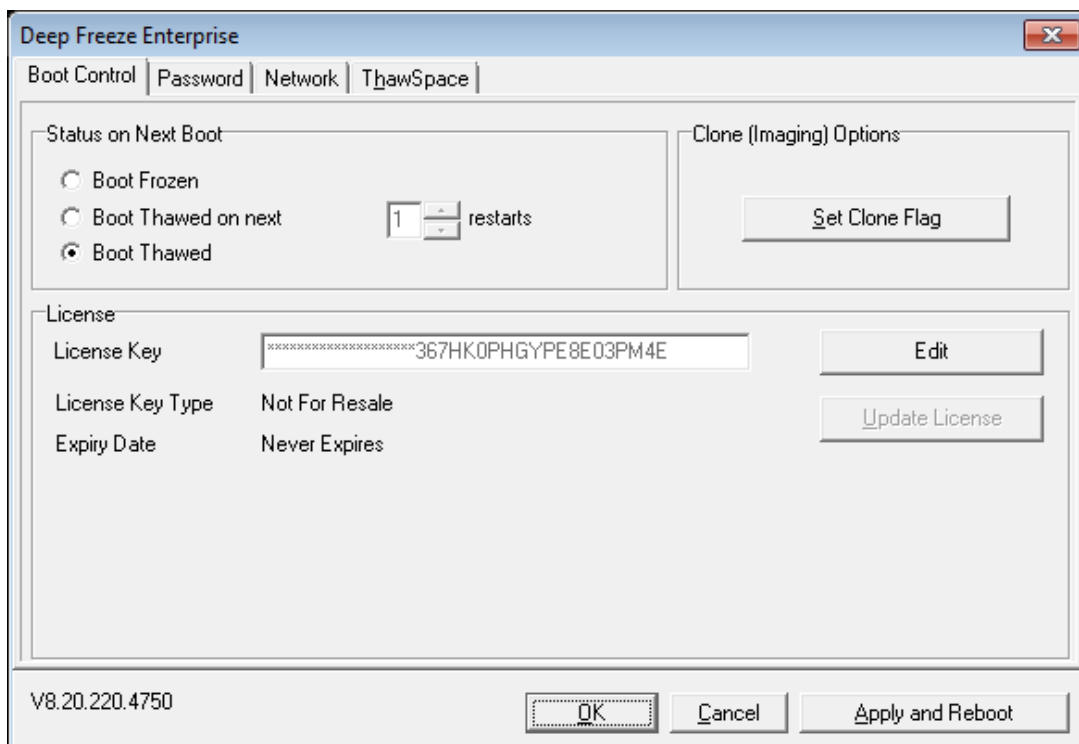 Deep Freeze Enterprise
Boot Control Password Network ThawSpace
Status on Next Boot
Boot Frozen
Boot Thawed on next 1 restarts
Boot Thawed
Clone (Imaging) Options
Set Clone Flag
License
License Key ********************367HK0PHGYPE8E03PM4E Edit
License Key Type Not For Resale
Update License
Expiry Date Never Expires
V8.20.220.4750
OK Cancel Apply and Reboot